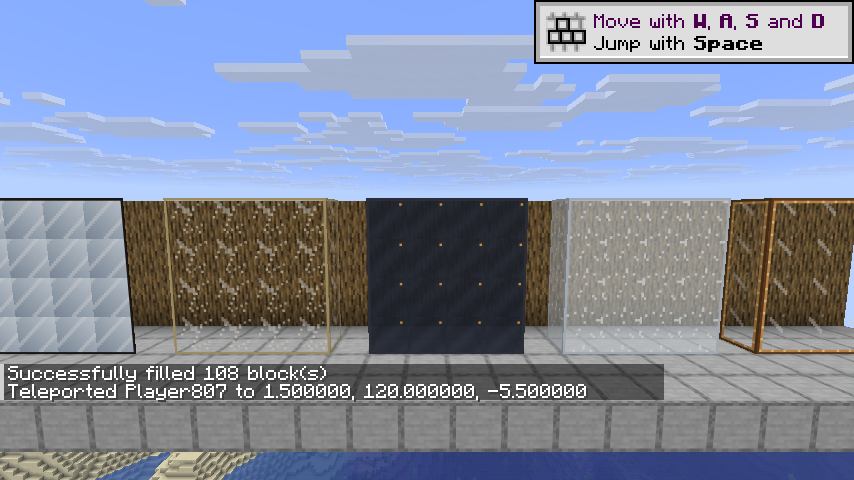 Move with W, A, S and D
Jump with Space
Successfully filled 108 block(s)
Teleported Player807 to 1.500000, 120.000000, -5.500000